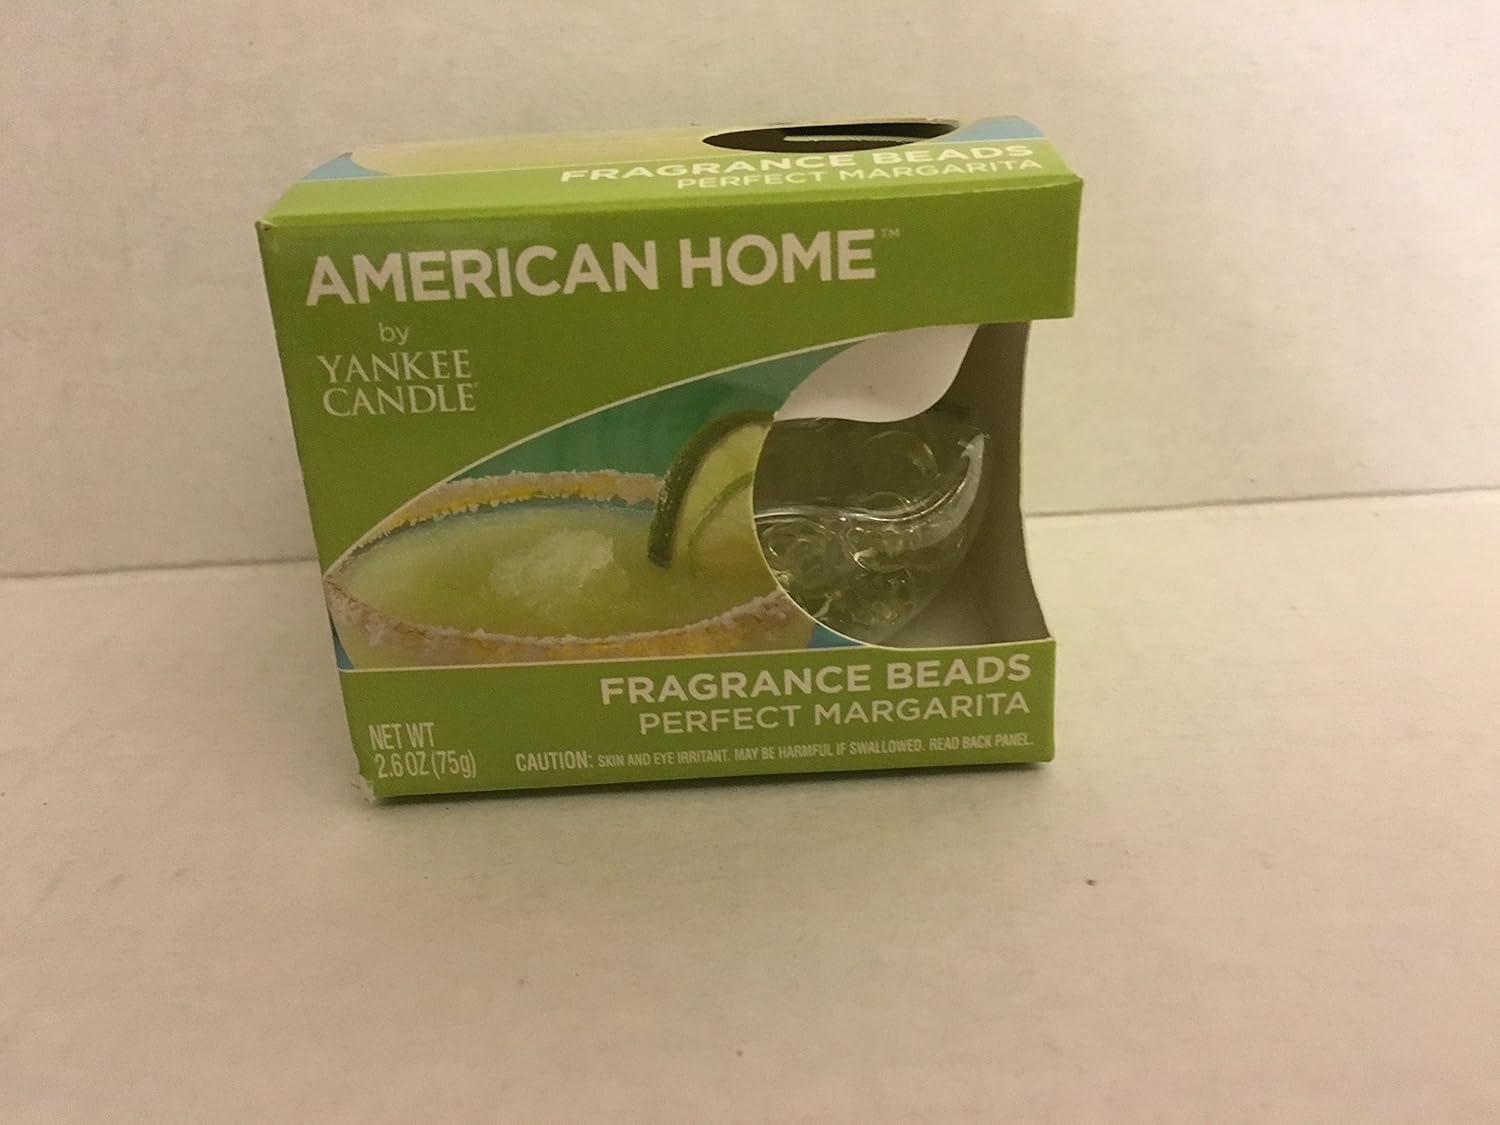 FRAGRANCE BEADS
PERFECT MARGARITA
AMERICAN HOME™
by
YANKEE
CANDLE®
FRAGRANCE BEADS
PERFECT MARGARITA
NET WT
2.6 OZ (75g)
CAUTION: SKIN AND EYE IRRITANT. MAY BE HARMFUL IF SWALLOWED. READ BACK PANEL.